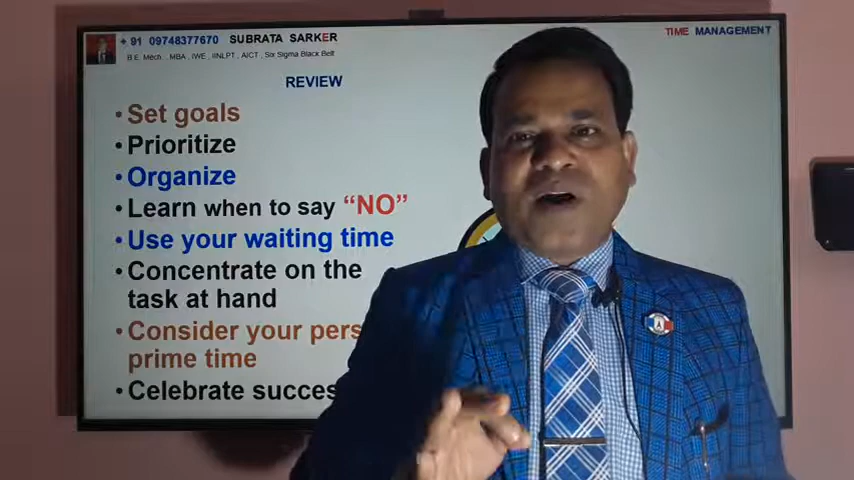 + 91 09748377670 SUBRATA SARKER
B.E. Mech., MBA, IWE, IINLPT, AICT, Six Sigma Black Belt
TIME MANAGEMENT
REVIEW
• Set goals
• Prioritize
• Organize
• Learn when to say “NO”
• Use your waiting time
• Concentrate on the
task at hand
• Consider your pers
prime time
• Celebrate success